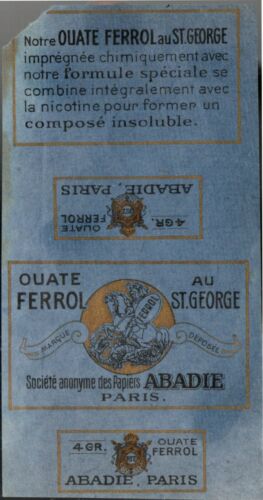 Notre OUATE FERROL au ST. GEORGE
imprégnée chimiquement avec
notre formule spéciale se
combine intégralement avec
la nicotine pour former un
composé insoluble.
4 GR. OUATE
FERROL
ABADIE, PARIS
OUATE AU
FERROL ST. GEORGE
FERROL
MARQUE DÉPOSÉE
Société anonyme des Papiers ABADIE
PARIS.
4 GR. OUATE
FERROL
ABADIE, PARIS